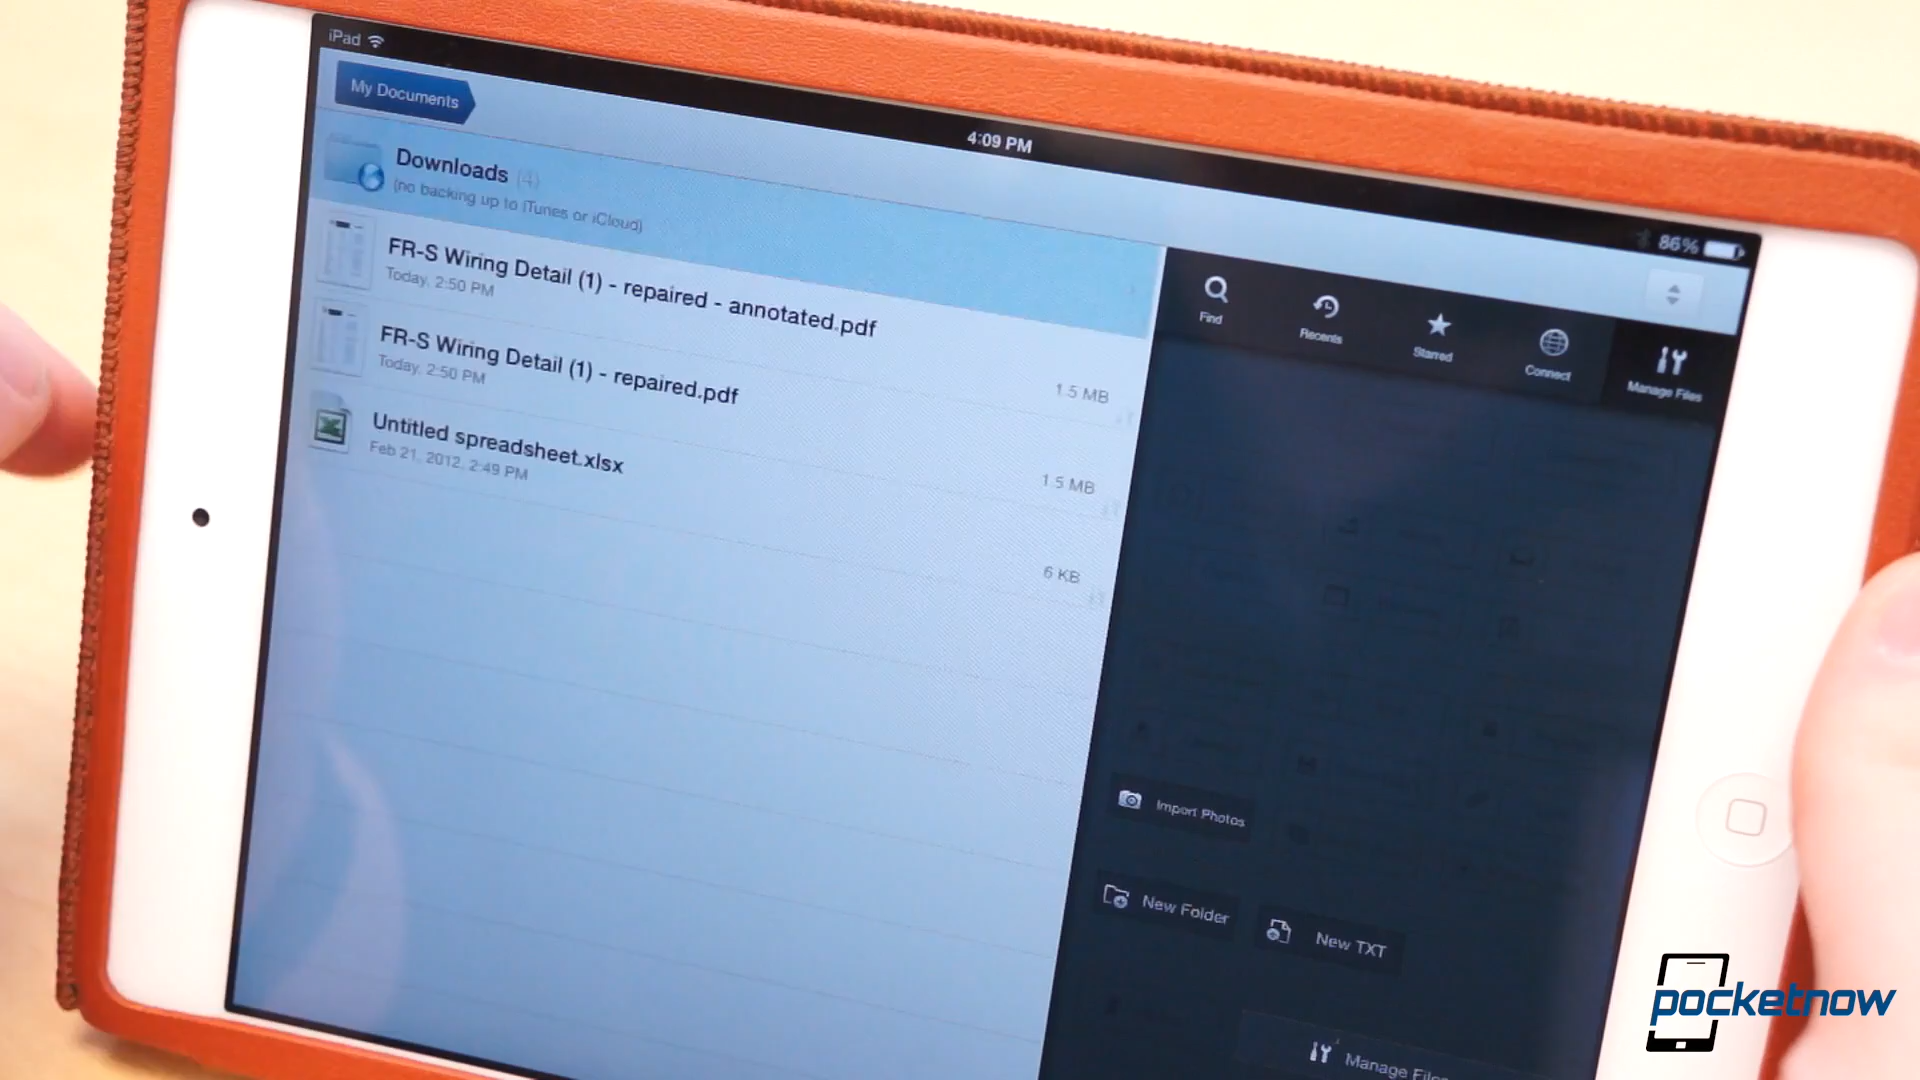 iPad
4:09 PM
86%
My Documents
Downloads (4)
(no backing up to iTunes or iCloud)
FR-S Wiring Detail (1) - repaired - annotated.pdf
Today, 2:50 PM
1.5 MB
FR-S Wiring Detail (1) - repaired.pdf
Today, 2:50 PM
1.5 MB
Untitled spreadsheet.xlsx
Feb 21, 2012, 2:49 PM
6 KB
Find
Recents
Starred
Connect
Manage Files
Import Photos
New Folder
New TXT
Manage Files
pocketnow